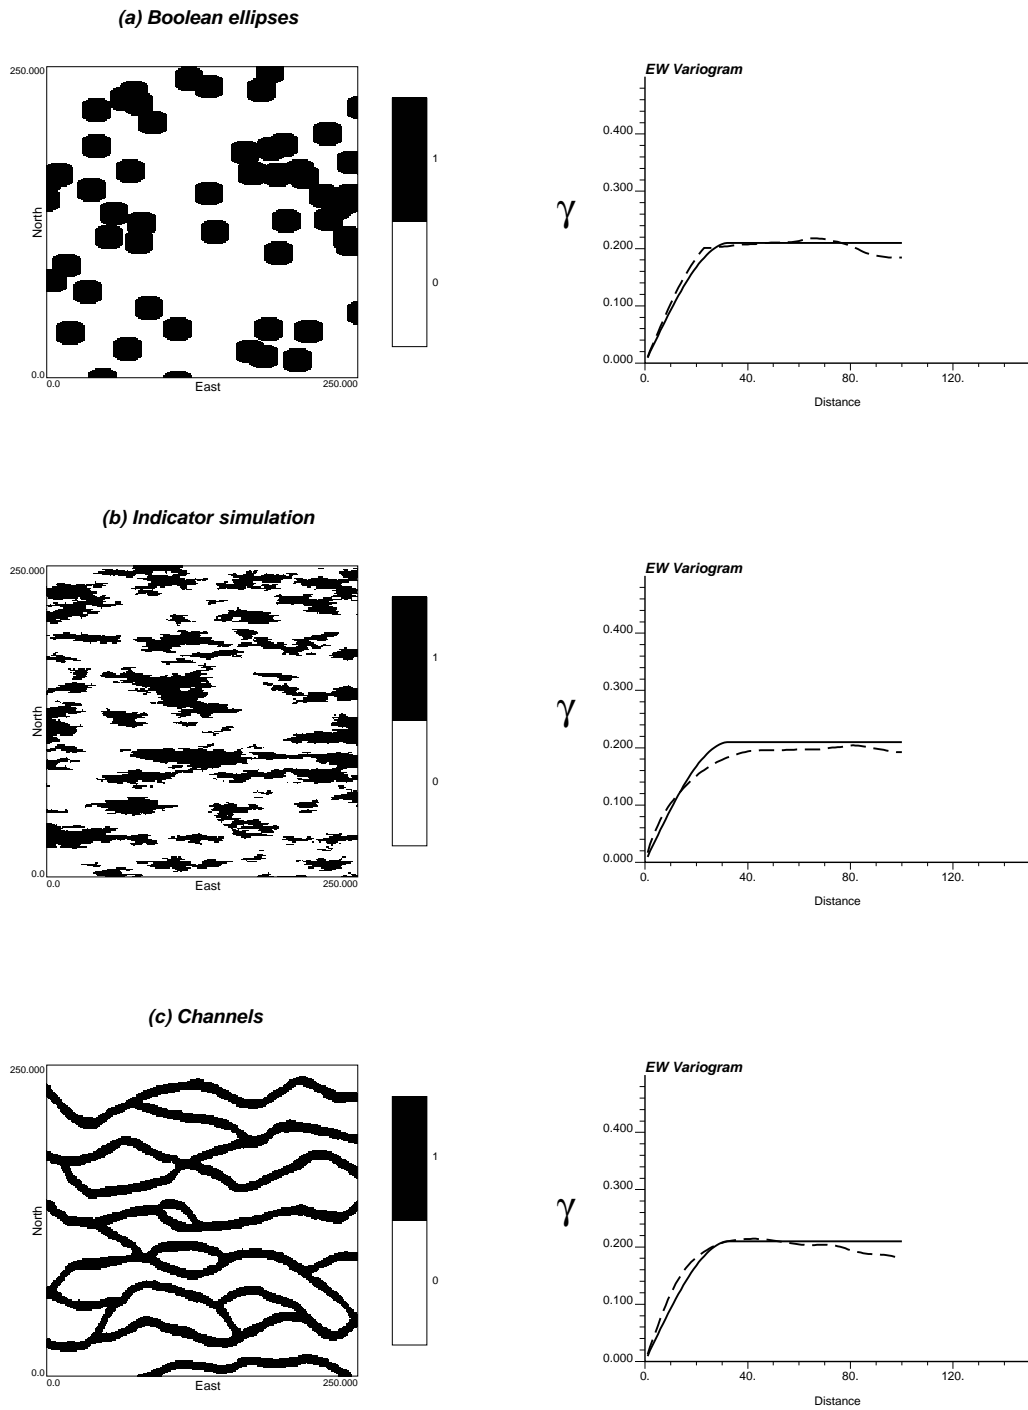 (a) Boolean ellipses
EW Variogram
250.000
North
0.0
0.0
East
250.000
1
0
γ
0.400
0.300
0.200
0.100
0.000
0.
40.
80.
120.
Distance
(b) Indicator simulation
EW Variogram
250.000
North
0.0
0.0
East
250.000
1
0
γ
0.400
0.300
0.200
0.100
0.000
0.
40.
80.
120.
Distance
(c) Channels
EW Variogram
250.000
North
0.0
0.0
East
250.000
1
0
γ
0.400
0.300
0.200
0.100
0.000
0.
40.
80.
120.
Distance